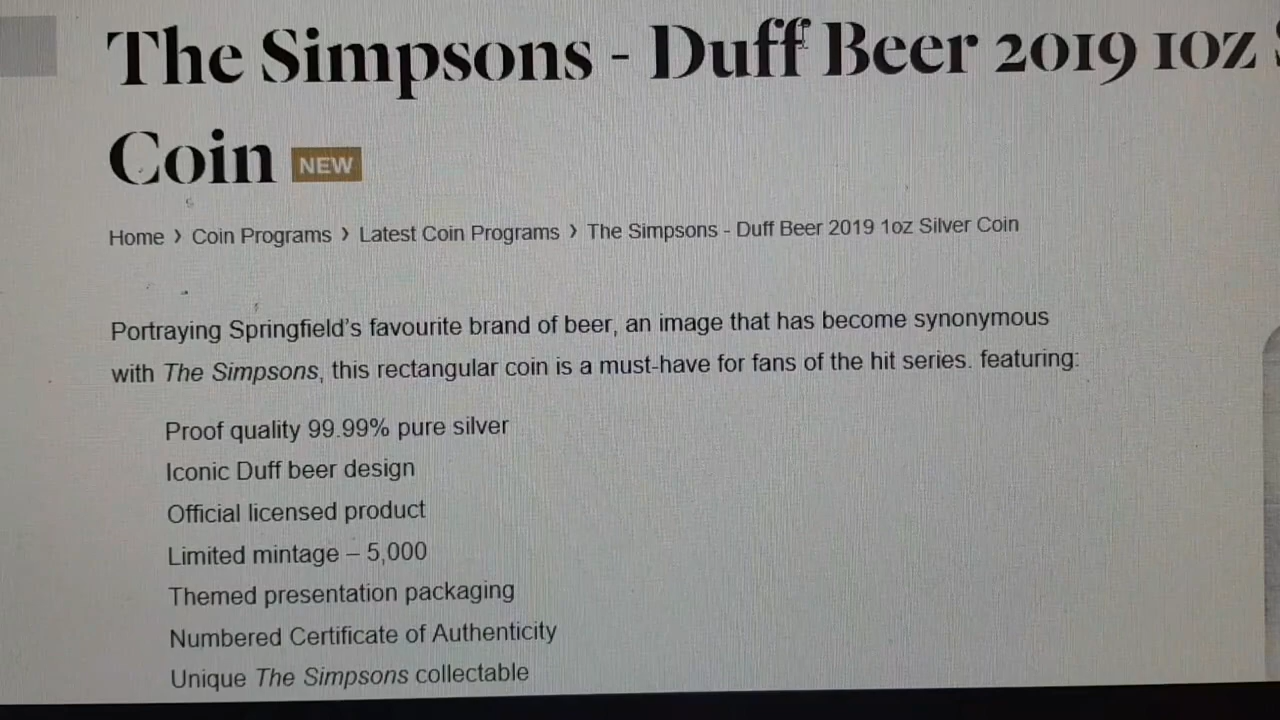 The Simpsons - Duff Beer 2019 1oz
Coin NEW
Home › Coin Programs › Latest Coin Programs › The Simpsons - Duff Beer 2019 1oz Silver Coin
Portraying Springfield's favourite brand of beer, an image that has become synonymous
with The Simpsons, this rectangular coin is a must-have for fans of the hit series. featuring:
Proof quality 99.99% pure silver
Iconic Duff beer design
Official licensed product
Limited mintage – 5,000
Themed presentation packaging
Numbered Certificate of Authenticity
Unique The Simpsons collectable